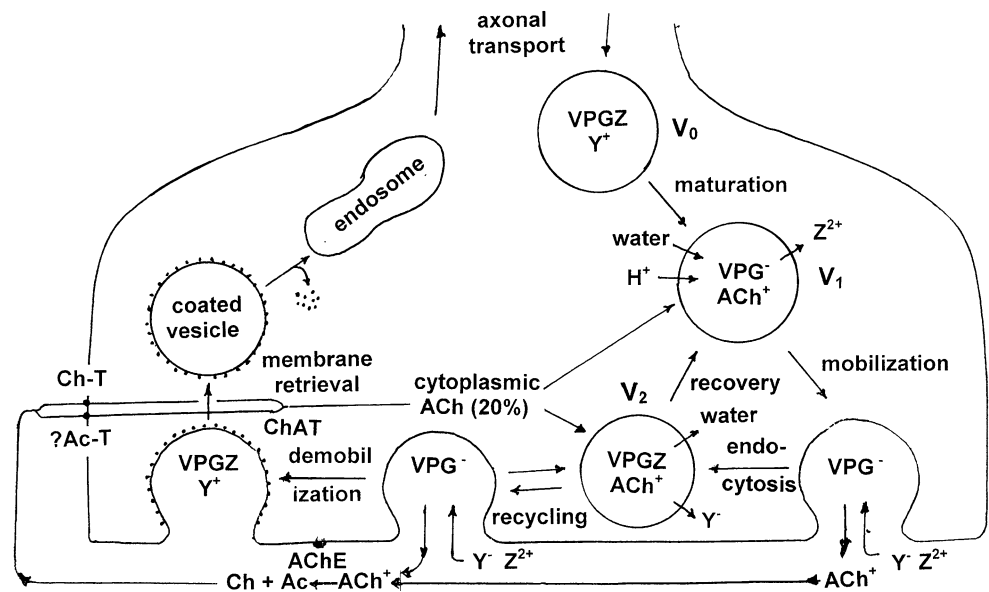 axonal
transport
VPGZ
Y⁺
V₀
maturation
endosome
water
Z²⁺
H⁺
VPG⁻
ACh⁺
V₁
coated
vesicle
membrane
retrieval
mobilization
Ch-T
cytoplasmic
ACh (20%)
V₂
recovery
water
?Ac-T
ChAT
VPGZ
Y⁺
demobil
ization
VPG⁻
VPGZ
ACh⁺
endo-
cytosis
VPG⁻
recycling
Y⁻
AChE
Y⁻ Z²⁺
Y⁻ Z²⁺
Ch + Ac
ACh⁺
ACh⁺